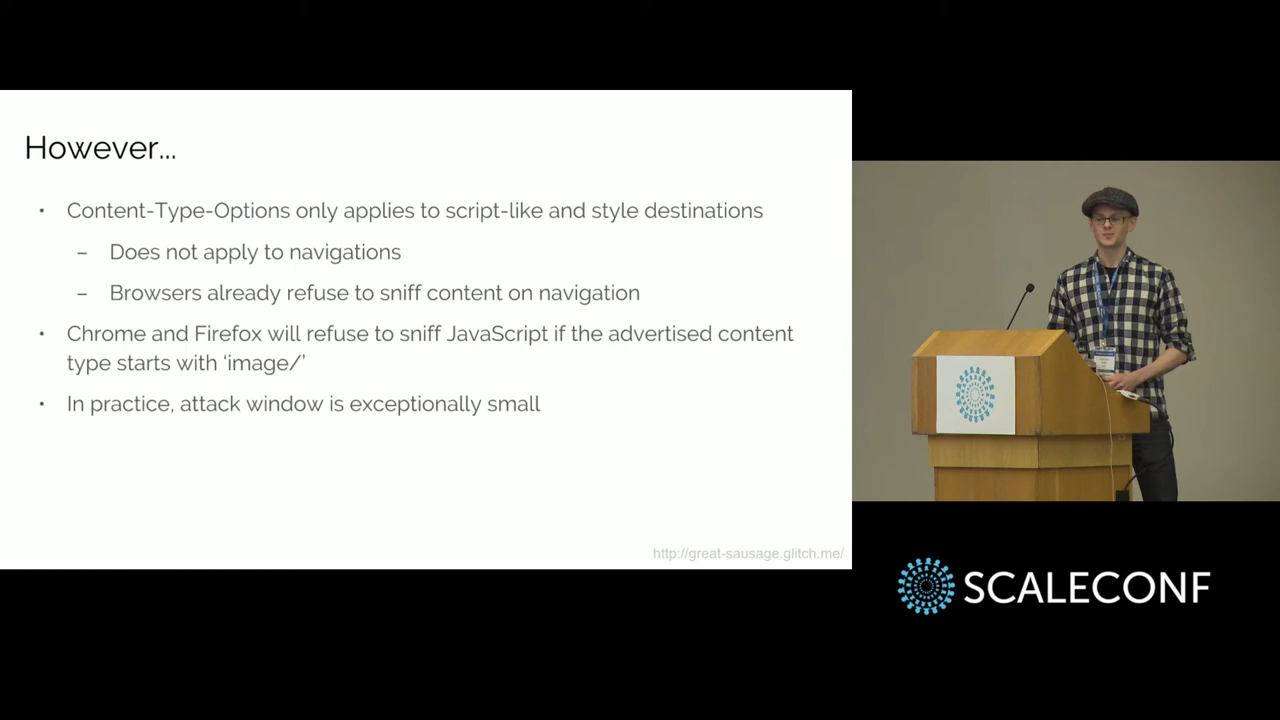 However...
• Content-Type-Options only applies to script-like and style destinations
– Does not apply to navigations
– Browsers already refuse to sniff content on navigation
• Chrome and Firefox will refuse to sniff JavaScript if the advertised content
type starts with ‘image/’
• In practice, attack window is exceptionally small
http://great-sausage.glitch.me/
SCALECONF